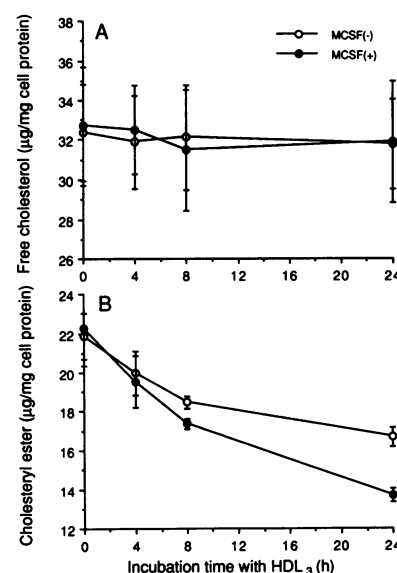 A
MCSF(-)
MCSF(+)
Free cholesterol (μg/mg cell protein)
38
36
34
32
30
28
26
0 4 8 12 16 20 24
B
Cholesteryl ester (μg/mg cell protein)
24
22
20
18
16
14
12
0 4 8 12 16 20 24
Incubation time with HDL3 (h)